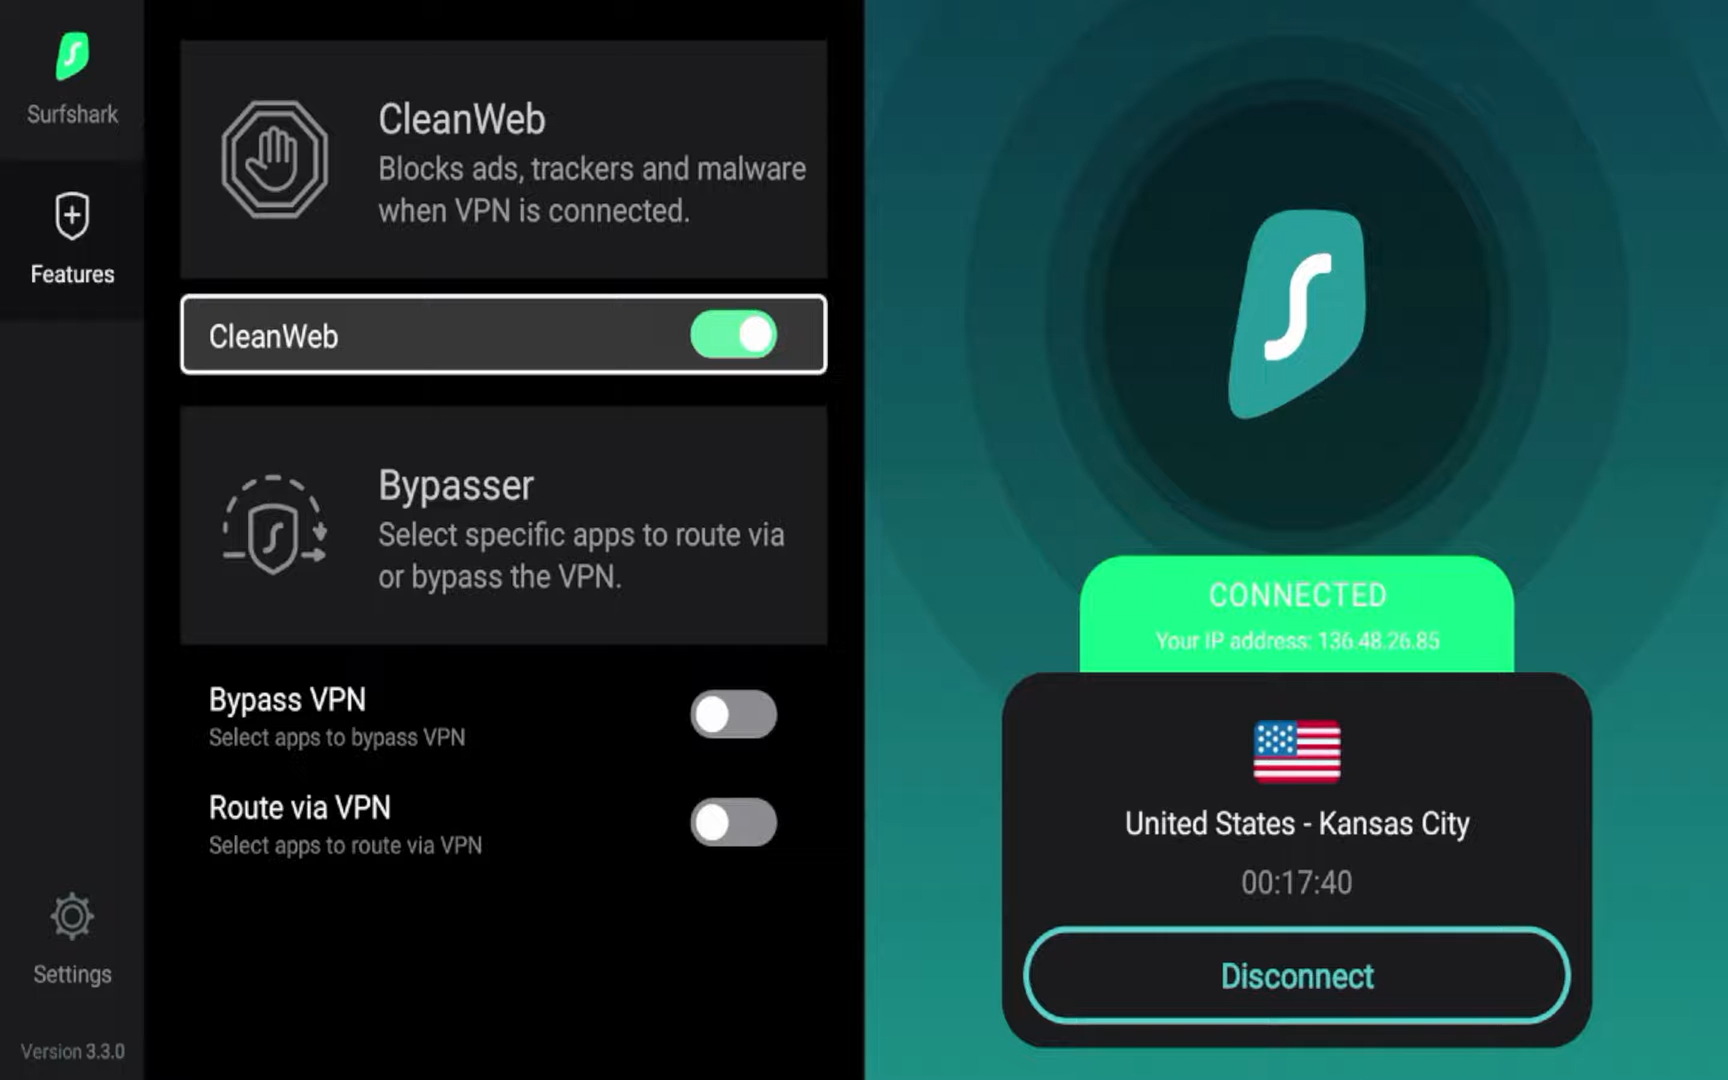 Surfshark
Features
Settings
Version 3.3.0
CleanWeb
Blocks ads, trackers and malware
when VPN is connected.
CleanWeb
Bypasser
Select specific apps to route via
or bypass the VPN.
Bypass VPN
Select apps to bypass VPN
Route via VPN
Select apps to route via VPN
CONNECTED
Your IP address: 136.48.26.85
United States - Kansas City
00:17:40
Disconnect